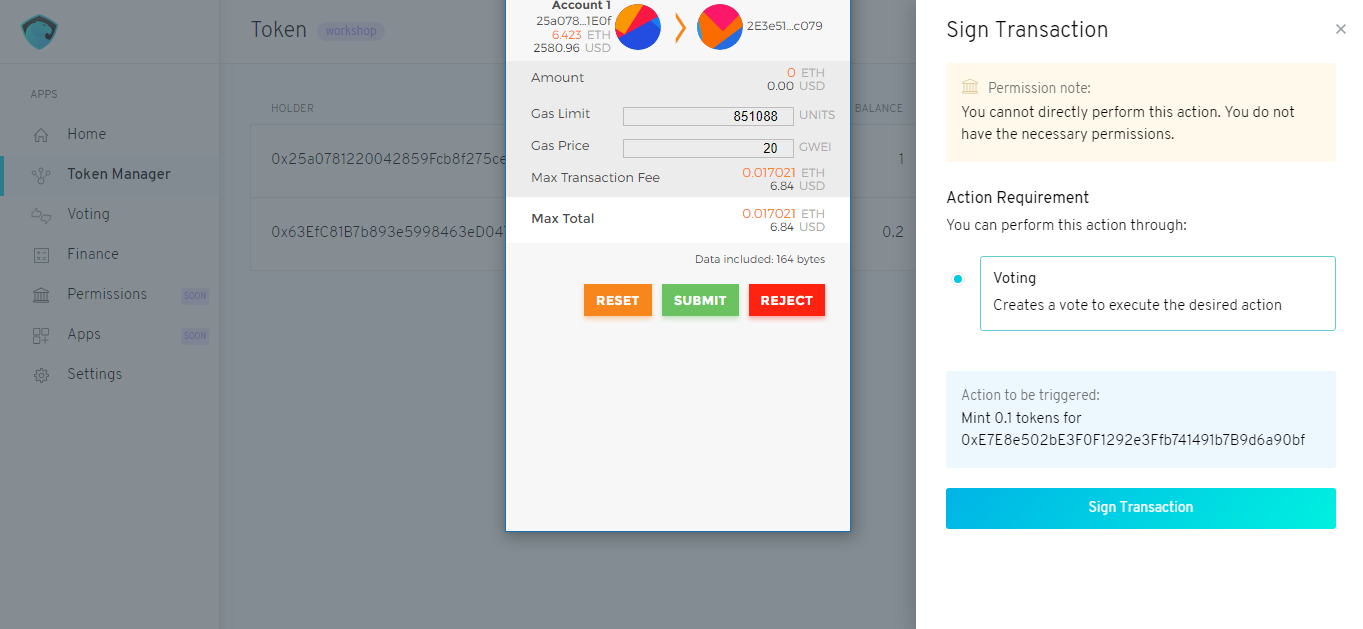 Token workshop
APPS
Home
Token Manager
Voting
Finance
Permissions SOON
Apps SOON
Settings
HOLDER
BALANCE
0x25a0781220042859Fcb8f275ce
1
0x63EfC81B7b893e5998463eD04
0.2
Account 1
25a078...1E0f
6.423 ETH
2580.96 USD
2E3e51...c079
Amount
0 ETH
0.00 USD
Gas Limit 851088 UNITS
Gas Price 20 GWEI
Max Transaction Fee
0.017021 ETH
6.84 USD
Max Total
0.017021 ETH
6.84 USD
Data included: 164 bytes
RESET SUBMIT REJECT
Sign Transaction
Permission note:
You cannot directly perform this action. You do not
have the necessary permissions.
Action Requirement
You can perform this action through:
Voting
Creates a vote to execute the desired action
Action to be triggered:
Mint 0.1 tokens for
0xE7E8e502bE3F0F1292e3Ffb741491b7B9d6a90bf
Sign Transaction